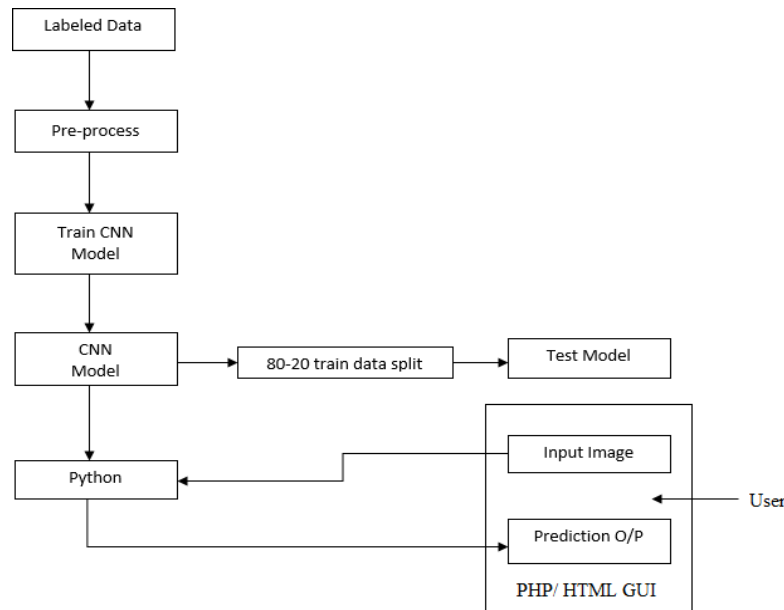 Labeled Data
Pre-process
Train CNN
Model
CNN
Model
80-20 train data split
Test Model
Python
Input Image
User
Prediction O/P
PHP/ HTML GUI